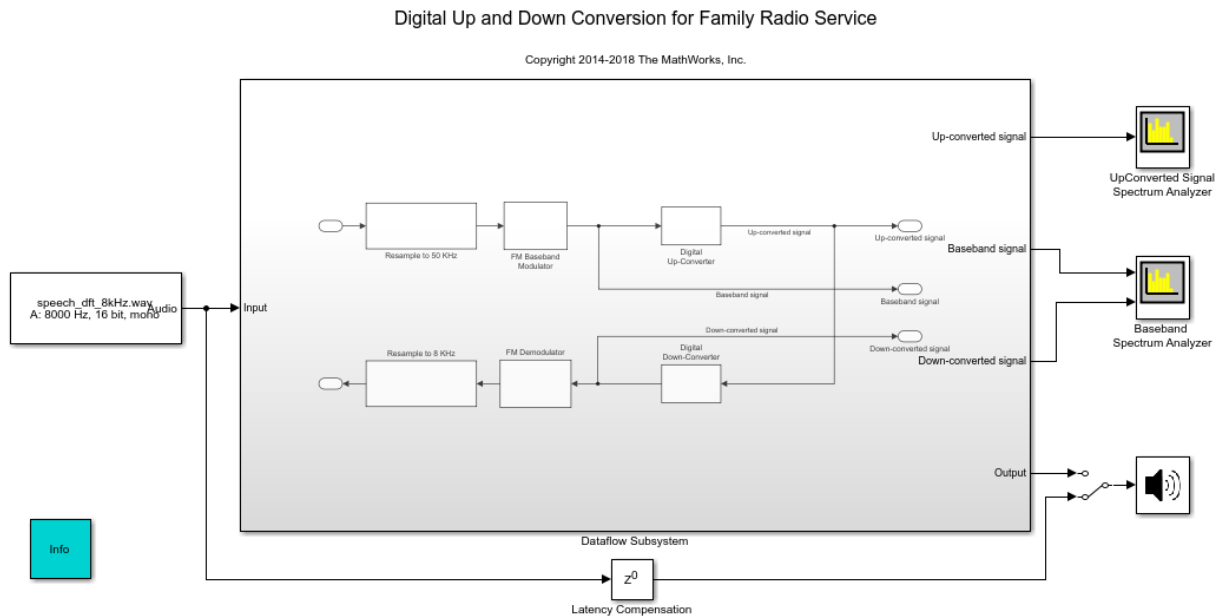 Digital Up and Down Conversion for Family Radio Service
Copyright 2014-2018 The MathWorks, Inc.
Up-converted signal
UpConverted Signal
Spectrum Analyzer
Resample to 50 KHz
FM Baseband
Modulator
Digital
Up-Converter
Up-converted signal
Up-converted signal
Baseband signal
Baseband signal
Baseband signal
Baseband
Spectrum Analyzer
speech_dft_8kHz.wav
A: 8000 Hz, 16 bit, mono
Audio
Input
Down-converted signal
Down-converted signal
Down-converted signal
Resample to 8 KHz
FM Demodulator
Digital
Down-Converter
Output
Info
Dataflow Subsystem
Z0
Latency Compensation